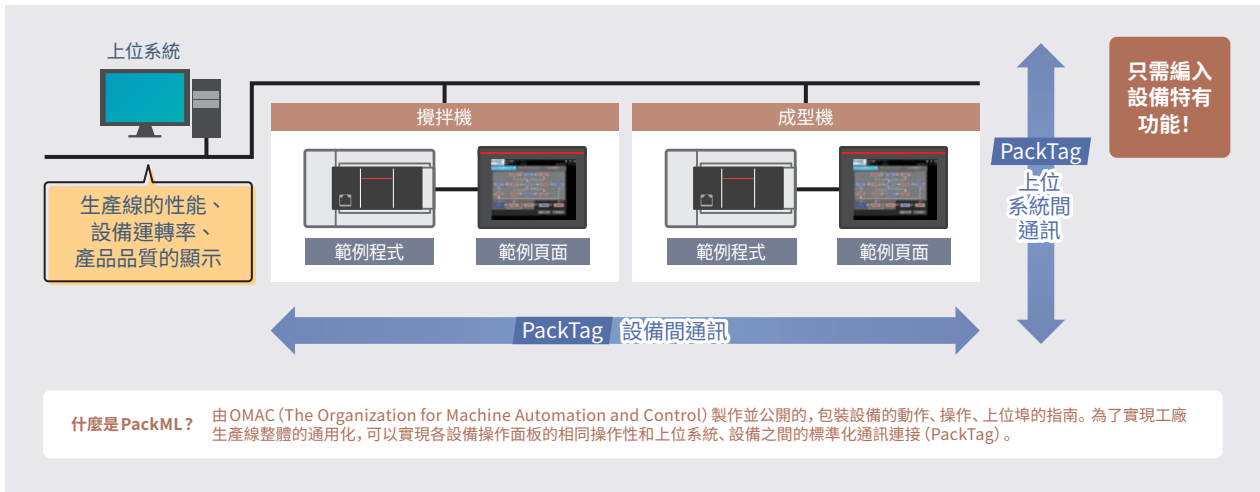 上位系統
攪拌機
成型機
範例程式
範例頁面
範例程式
範例頁面
生產線的性能、
設備運轉率、
產品品質的顯示
PackTag
上位
系統間
通訊
只需編入
設備特有
功能！
PackTag 設備間通訊
什麼是PackML？
由OMAC（The Organization for Machine Automation and Control）製作並公開的，包裝設備的動作、操作、上位埠的指南。為了實現工廠
生產線整體的通用化，可以實現各設備操作面板的相同操作性和上位系統、設備之間的標準化通訊連接（PackTag）。